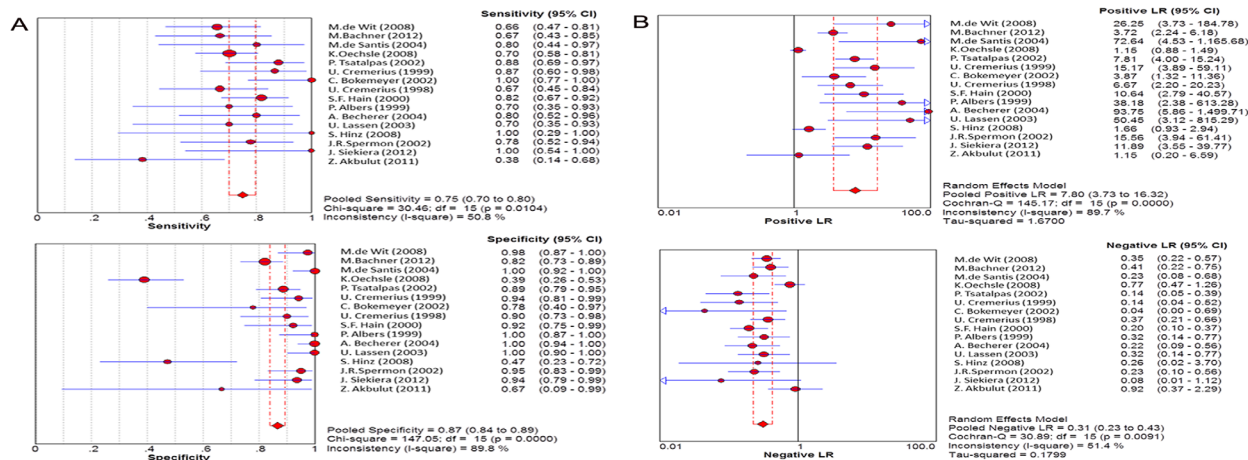 A
Sensitivity (95% CI)
M.de Wit (2008) 0.66 (0.47 - 0.81)
M.Bachner (2012) 0.67 (0.43 - 0.85)
M.de Santis (2004) 0.80 (0.44 - 0.97)
K.Oechsle (2008) 0.70 (0.58 - 0.81)
P. Tsatalpas (2002) 0.88 (0.69 - 0.97)
U. Cremerius (1999) 0.87 (0.60 - 0.98)
C. Bokemeyer (2002) 1.00 (0.77 - 1.00)
U. Cremerius (1998) 0.67 (0.45 - 0.84)
S.F. Hain (2000) 0.82 (0.67 - 0.92)
P. Albers (1999) 0.70 (0.35 - 0.93)
A. Becherer (2004) 0.80 (0.52 - 0.96)
U. Lassen (2003) 0.70 (0.35 - 0.93)
S. Hinz (2008) 1.00 (0.29 - 1.00)
J.R.Spermon (2002) 0.78 (0.52 - 0.94)
J. Siekiera (2012) 1.00 (0.54 - 1.00)
Z. Akbulut (2011) 0.38 (0.14 - 0.68)
Pooled Sensitivity = 0.75 (0.70 to 0.80)
Chi-square = 30.46; df = 15 (p = 0.0104)
Inconsistency (I-square) = 50.8 %
0 .2 .4 .6 .8 1
Sensitivity
Specificity (95% CI)
M.de Wit (2008) 0.98 (0.87 - 1.00)
M.Bachner (2012) 0.82 (0.73 - 0.89)
M.de Santis (2004) 1.00 (0.92 - 1.00)
K.Oechsle (2008) 0.39 (0.26 - 0.53)
P. Tsatalpas (2002) 0.89 (0.79 - 0.95)
U. Cremerius (1999) 0.94 (0.81 - 0.99)
C. Bokemeyer (2002) 0.78 (0.40 - 0.97)
U. Cremerius (1998) 0.90 (0.73 - 0.98)
S.F. Hain (2000) 0.92 (0.75 - 0.99)
P. Albers (1999) 1.00 (0.87 - 1.00)
A. Becherer (2004) 1.00 (0.94 - 1.00)
U. Lassen (2003) 1.00 (0.90 - 1.00)
S. Hinz (2008) 0.47 (0.23 - 0.72)
J.R.Spermon (2002) 0.95 (0.83 - 0.99)
J. Siekiera (2012) 0.94 (0.79 - 0.99)
Z. Akbulut (2011) 0.67 (0.09 - 0.99)
Pooled Specificity = 0.87 (0.84 to 0.89)
Chi-square = 147.05; df = 15 (p = 0.0000)
Inconsistency (I-square) = 89.8 %
0 .2 .4 .6 .8 1
Specificity
B
Positive LR (95% CI)
M.de Wit (2008) 26.25 (3.73 - 184.78)
M.Bachner (2012) 3.72 (2.24 - 6.18)
M.de Santis (2004) 72.64 (4.53 - 1,165.68)
K.Oechsle (2008) 1.15 (0.88 - 1.49)
P. Tsatalpas (2002) 7.81 (4.00 - 15.24)
U. Cremerius (1999) 15.17 (3.89 - 59.11)
C. Bokemeyer (2002) 3.87 (1.32 - 11.36)
U. Cremerius (1998) 6.67 (2.20 - 20.23)
S.F. Hain (2000) 10.64 (2.79 - 40.57)
P. Albers (1999) 38.18 (2.38 - 613.28)
A. Becherer (2004) 93.75 (5.86 - 1,499.71)
U. Lassen (2003) 50.45 (3.12 - 815.29)
S. Hinz (2008) 1.66 (0.93 - 2.94)
J.R.Spermon (2002) 15.56 (3.94 - 61.41)
J. Siekiera (2012) 11.89 (3.55 - 39.77)
Z. Akbulut (2011) 1.15 (0.20 - 6.59)
Random Effects Model
Pooled Positive LR = 7.80 (3.73 to 16.32)
Cochran-Q = 145.17; df = 15 (p = 0.0000)
Inconsistency (I-square) = 89.7 %
Tau-squared = 1.6700
0.01 1 100.0
Positive LR
Negative LR (95% CI)
M.de Wit (2008) 0.35 (0.22 - 0.57)
M.Bachner (2012) 0.41 (0.22 - 0.75)
M.de Santis (2004) 0.23 (0.08 - 0.68)
K.Oechsle (2008) 0.77 (0.47 - 1.26)
P. Tsatalpas (2002) 0.14 (0.05 - 0.39)
U. Cremerius (1999) 0.14 (0.04 - 0.52)
C. Bokemeyer (2002) 0.04 (0.00 - 0.69)
U. Cremerius (1998) 0.37 (0.21 - 0.66)
S.F. Hain (2000) 0.20 (0.10 - 0.37)
P. Albers (1999) 0.32 (0.14 - 0.77)
A. Becherer (2004) 0.22 (0.09 - 0.56)
U. Lassen (2003) 0.32 (0.14 - 0.77)
S. Hinz (2008) 0.26 (0.02 - 3.70)
J.R.Spermon (2002) 0.23 (0.10 - 0.56)
J. Siekiera (2012) 0.08 (0.01 - 1.12)
Z. Akbulut (2011) 0.92 (0.37 - 2.29)
Random Effects Model
Pooled Negative LR = 0.31 (0.23 to 0.43)
Cochran-Q = 30.89; df = 15 (p = 0.0091)
Inconsistency (I-square) = 51.4 %
Tau-squared = 0.1799
0.01 1 100.0
Negative LR